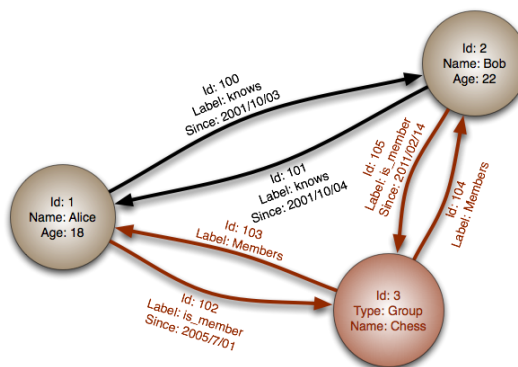 Id: 2
Name: Bob
Age: 22
Id: 100
Label: knows
Since: 2001/10/03
Id: 101
Label: knows
Since: 2001/10/04
Id: 105
Label: is_member
Since: 2011/02/14
Id: 104
Label: Members
Id: 1
Name: Alice
Age: 18
Id: 103
Label: Members
Id: 102
Label: is_member
Since: 2005/7/01
Id: 3
Type: Group
Name: Chess